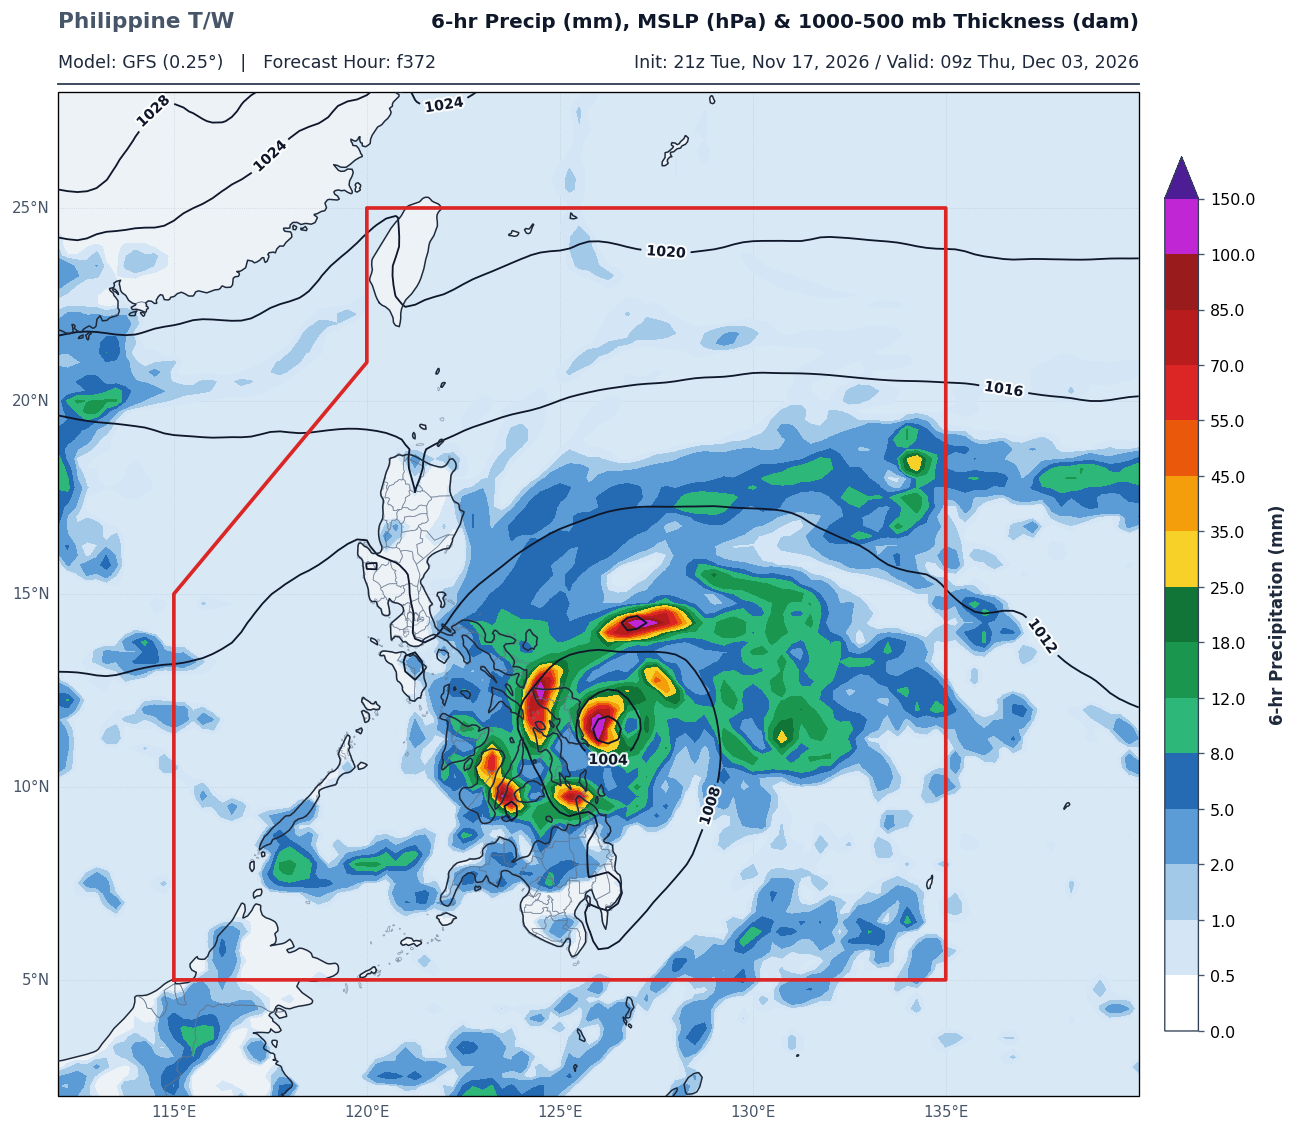 Philippine T/W
6-hr Precip (mm), MSLP (hPa) & 1000-500 mb Thickness (dam)
Model: GFS (0.25°) | Forecast Hour: f372
Init: 21z Tue, Nov 17, 2026 / Valid: 09z Thu, Dec 03, 2026
1028
1024
1024
1020
1016
1012
1008
1004
25°N
20°N
15°N
10°N
5°N
115°E
120°E
125°E
130°E
135°E
150.0
100.0
85.0
70.0
55.0
45.0
35.0
25.0
18.0
12.0
8.0
5.0
2.0
1.0
0.5
0.0
6-hr Precipitation (mm)